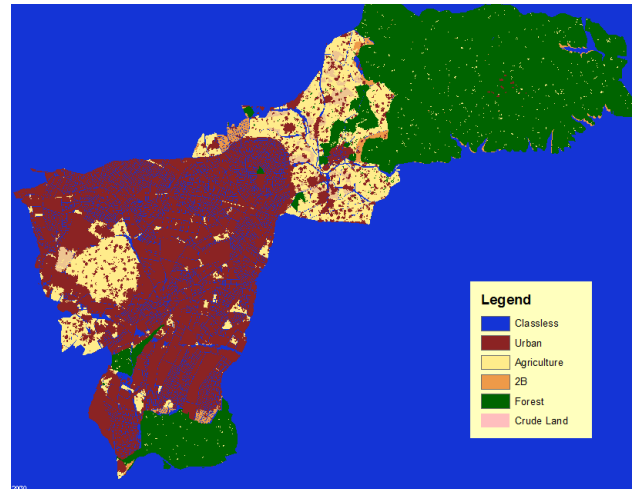 Legend
Classless
Urban
Agriculture
2B
Forest
Crude Land